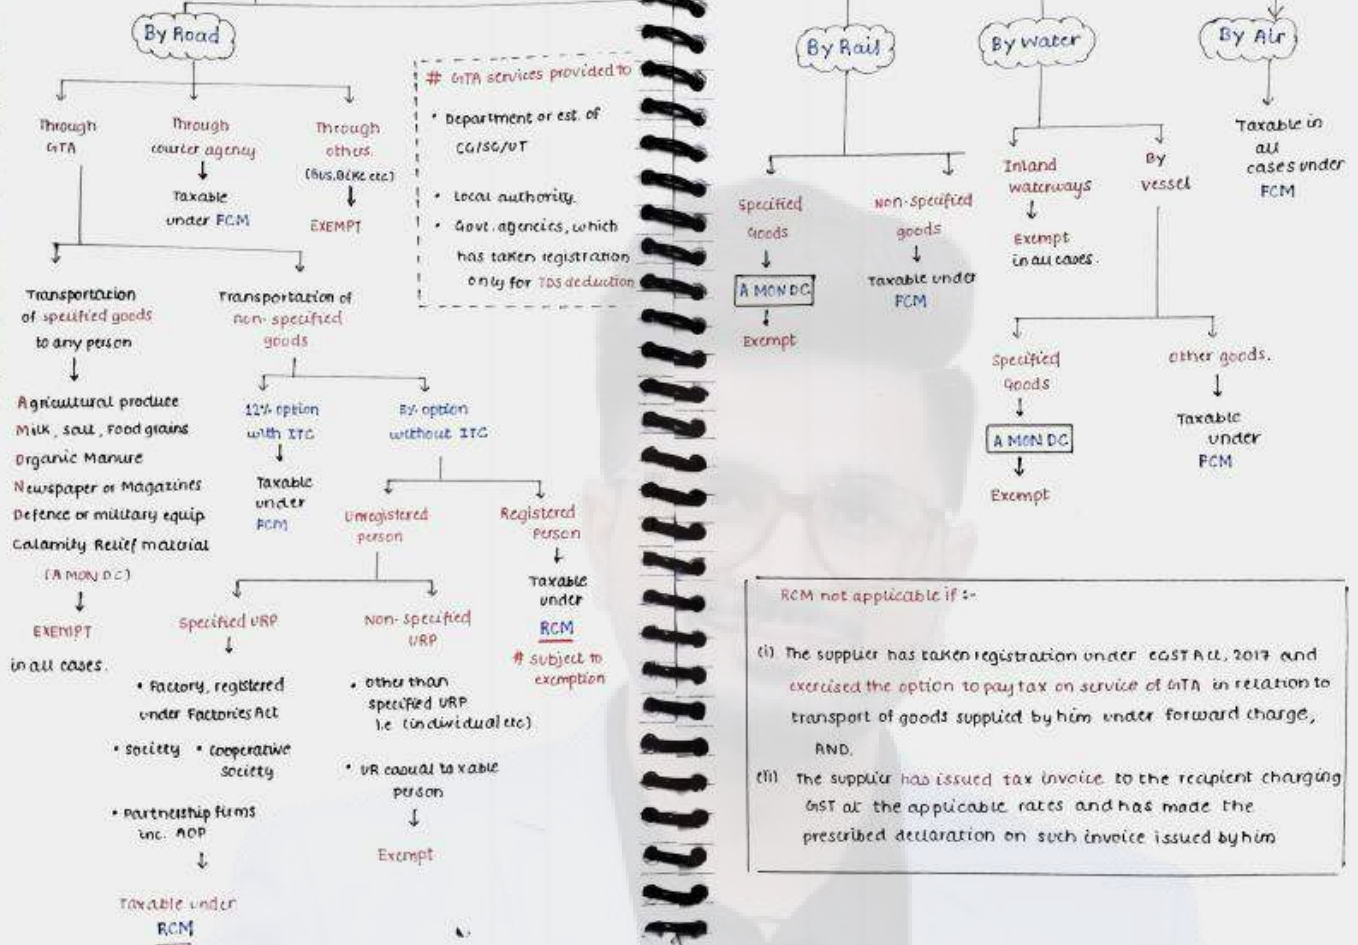 By Road
Through
GTA
Through
courier agency
Taxable
under FCM
Through
others.
(Bus, Bike etc)
EXEMPT
# GTA services provided to
• Department or est. of
CG/SG/UT
• Local authority.
• Govt. agencies, which
has taken registration
only for TDS deduction
Transportation
of specified goods
to any person
Agricultural produce
Milk, salt, Food grains
Organic Manure
Newspaper or Magazines
Defence or military equip
Calamity Relief material
(A MON DC)
EXEMPT
in all cases.
Transportation of
non-specified
goods
12% option
with ITC
Taxable
under
FCM
5% option
without ITC
Unregistered
person
Registered
Person
Taxable
under
RCM
# subject to
exemption
Specified URP
• Factory, registered
under Factories Act
• society • cooperative
society
• Partnership firms
inc. AOP
Taxable under
RCM
Non-specified
URP
• other than
specified URP
i.e (individual etc)
• UR casual taxable
person
Exempt
By Rail
Specified
Goods
A MON DC
Exempt
Non-specified
goods
Taxable under
FCM
By Water
Inland
waterways
Exempt
in all cases.
By
vessel
Specified
Goods
A MON DC
Exempt
other goods.
Taxable
under
FCM
By Air
Taxable in
all
cases under
FCM
RCM not applicable if :-
(i) The supplier has taken registration under CGST Act, 2017 and
exercised the option to pay tax on service of GTA in relation to
transport of goods supplied by him under forward charge,
AND.
(ii) The supplier has issued tax invoice to the recipient charging
GST at the applicable rates and has made the
prescribed declaration on such invoice issued by him